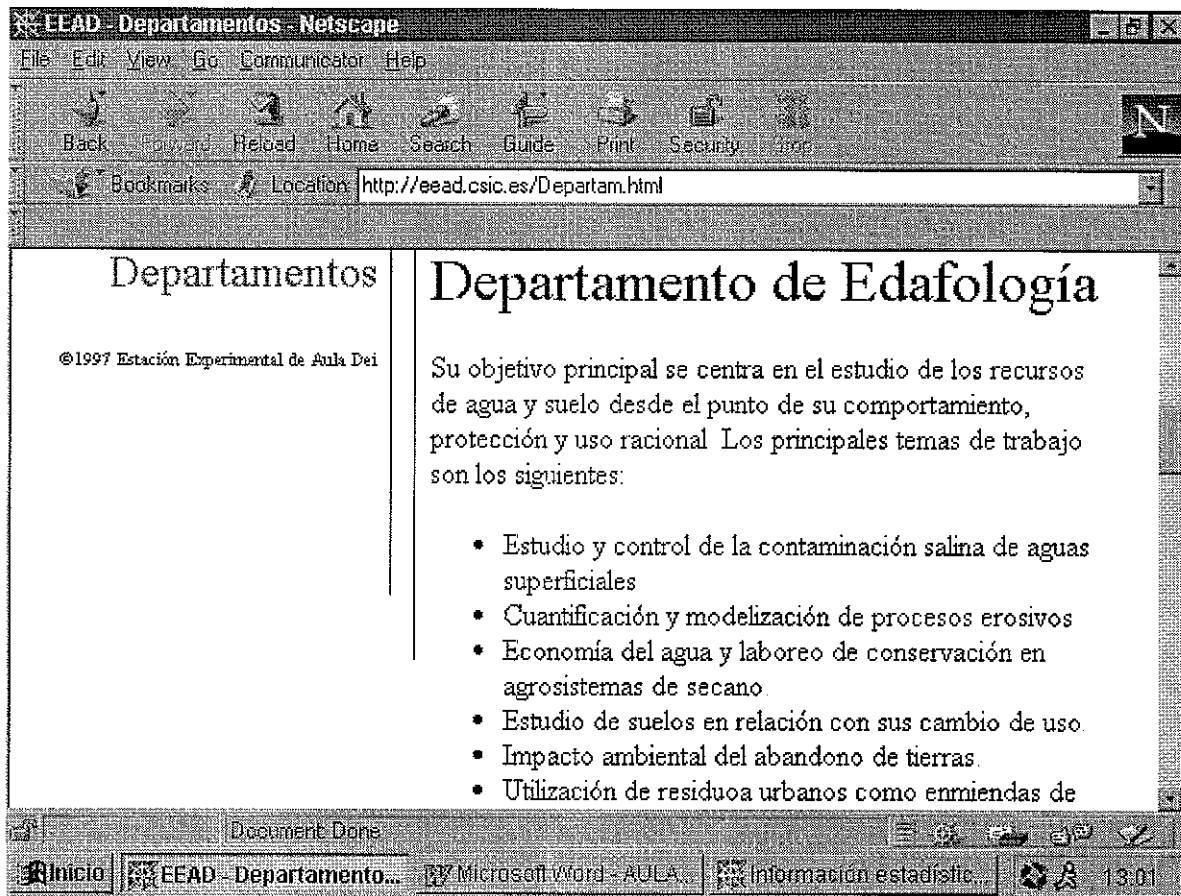 EEAD - Departamentos - Netscape
File Edit View Go Communicator Help
Back Forward Reload Home Search Guide Print Security Stop
N
Bookmarks Location: http://eead.csic.es/Departam.html
Departamentos
©1997 Estación Experimental de Aula Dei
Departamento de Edafología
Su objetivo principal se centra en el estudio de los recursos
de agua y suelo desde el punto de su comportamiento,
protección y uso racional. Los principales temas de trabajo
son los siguientes:
• Estudio y control de la contaminación salina de aguas
superficiales
• Cuantificación y modelización de procesos erosivos
• Economía del agua y laboreo de conservación en
agrosistemas de secano.
• Estudio de suelos en relación con sus cambio de uso.
• Impacto ambiental del abandono de tierras.
• Utilización de residuoa urbanos como enmiendas de
Document: Done
Inicio EEAD - Departamento... Microsoft Word - AULA... Información estadístic... 13:01